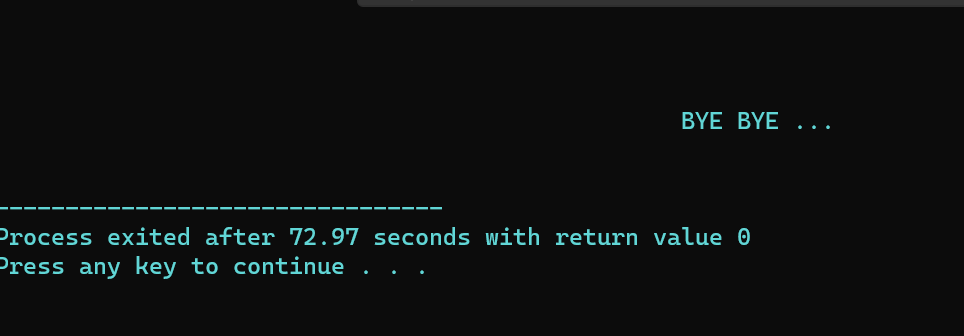 BYE BYE ...
--------------------------------
Process exited after 72.97 seconds with return value 0
Press any key to continue . . .